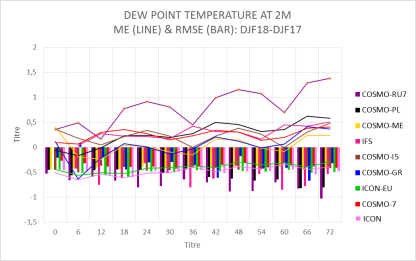 DEW POINT TEMPERATURE AT 2M
ME (LINE) & RMSE (BAR): DJF18-DJF17
2
1,5
1
0,5
0
-0,5
-1
-1,5
Titre
0 6 12 18 24 30 36 42 48 54 60 66 72
Titre
COSMO-RU7
COSMO-PL
COSMO-ME
IFS
COSMO-I5
COSMO-GR
ICON-EU
COSMO-7
ICON